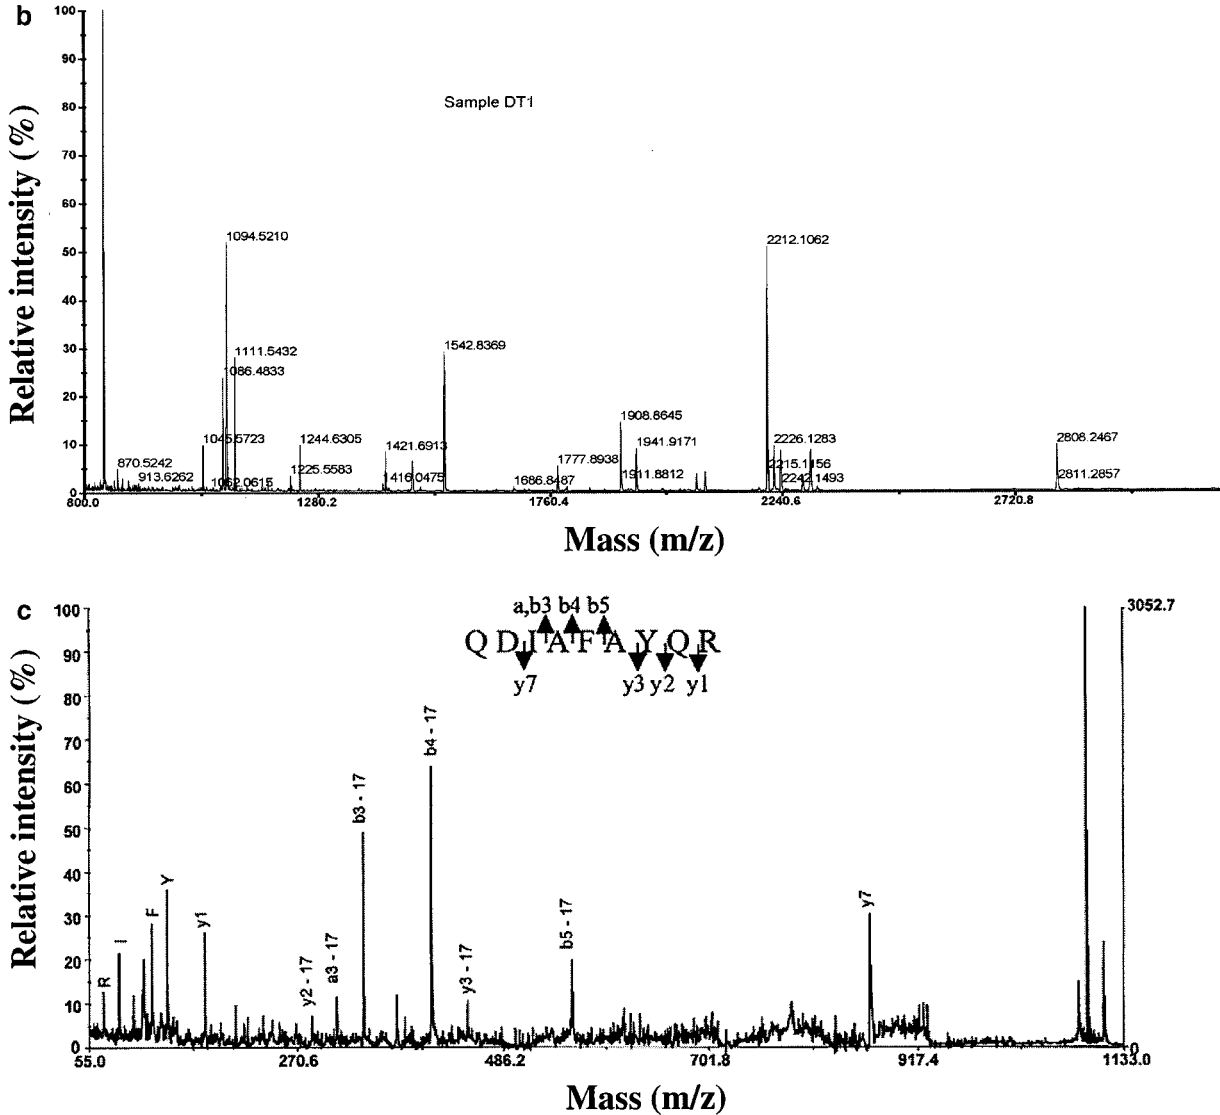 b
Relative intensity (%)
100
90
80
70
60
50
40
30
20
10
0
Sample DT1
1094.5210
1111.5432
1086.4833
1045.5723
870.5242
913.6262
1062.0615
1244.6305
1225.5583
1421.6913
1416.0475
1542.8369
1686.8487
1777.8938
1908.8645
1941.9171
1911.8812
2212.1062
2226.1283
2215.1156
2242.1493
2808.2467
2811.2857
800.0
1280.2
1760.4
2240.6
2720.8
Mass (m/z)
c
Relative intensity (%)
100
90
80
70
60
50
40
30
20
10
0
3052.7
0
a,b3 b4 b5
Q D I A F A Y Q R
y7 y3 y2 y1
R
I
F
Y
y1
y2 - 17
a3 - 17
b3 - 17
b4 - 17
y3 - 17
b5 - 17
y7
55.0
270.6
486.2
701.8
917.4
1133.0
Mass (m/z)